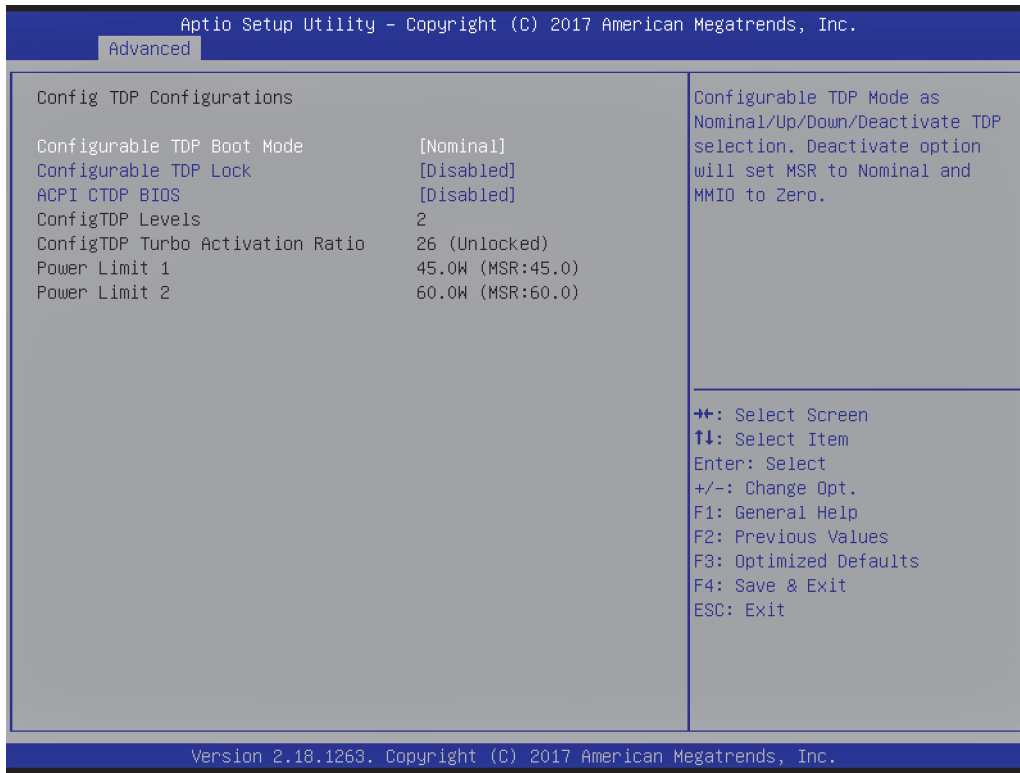 Aptio Setup Utility – Copyright (C) 2017 American Megatrends, Inc.
Advanced
Config TDP Configurations
Configurable TDP Boot Mode [Nominal]
Configurable TDP Lock [Disabled]
ACPI CTDP BIOS [Disabled]
ConfigTDP Levels 2
ConfigTDP Turbo Activation Ratio 26 (Unlocked)
Power Limit 1 45.0W (MSR:45.0)
Power Limit 2 60.0W (MSR:60.0)
Configurable TDP Mode as
Nominal/Up/Down/Deactivate TDP
selection. Deactivate option
will set MSR to Nominal and
MMIO to Zero.
→←: Select Screen
↑↓: Select Item
Enter: Select
+/-: Change Opt.
F1: General Help
F2: Previous Values
F3: Optimized Defaults
F4: Save & Exit
ESC: Exit
Version 2.18.1263. Copyright (C) 2017 American Megatrends, Inc.